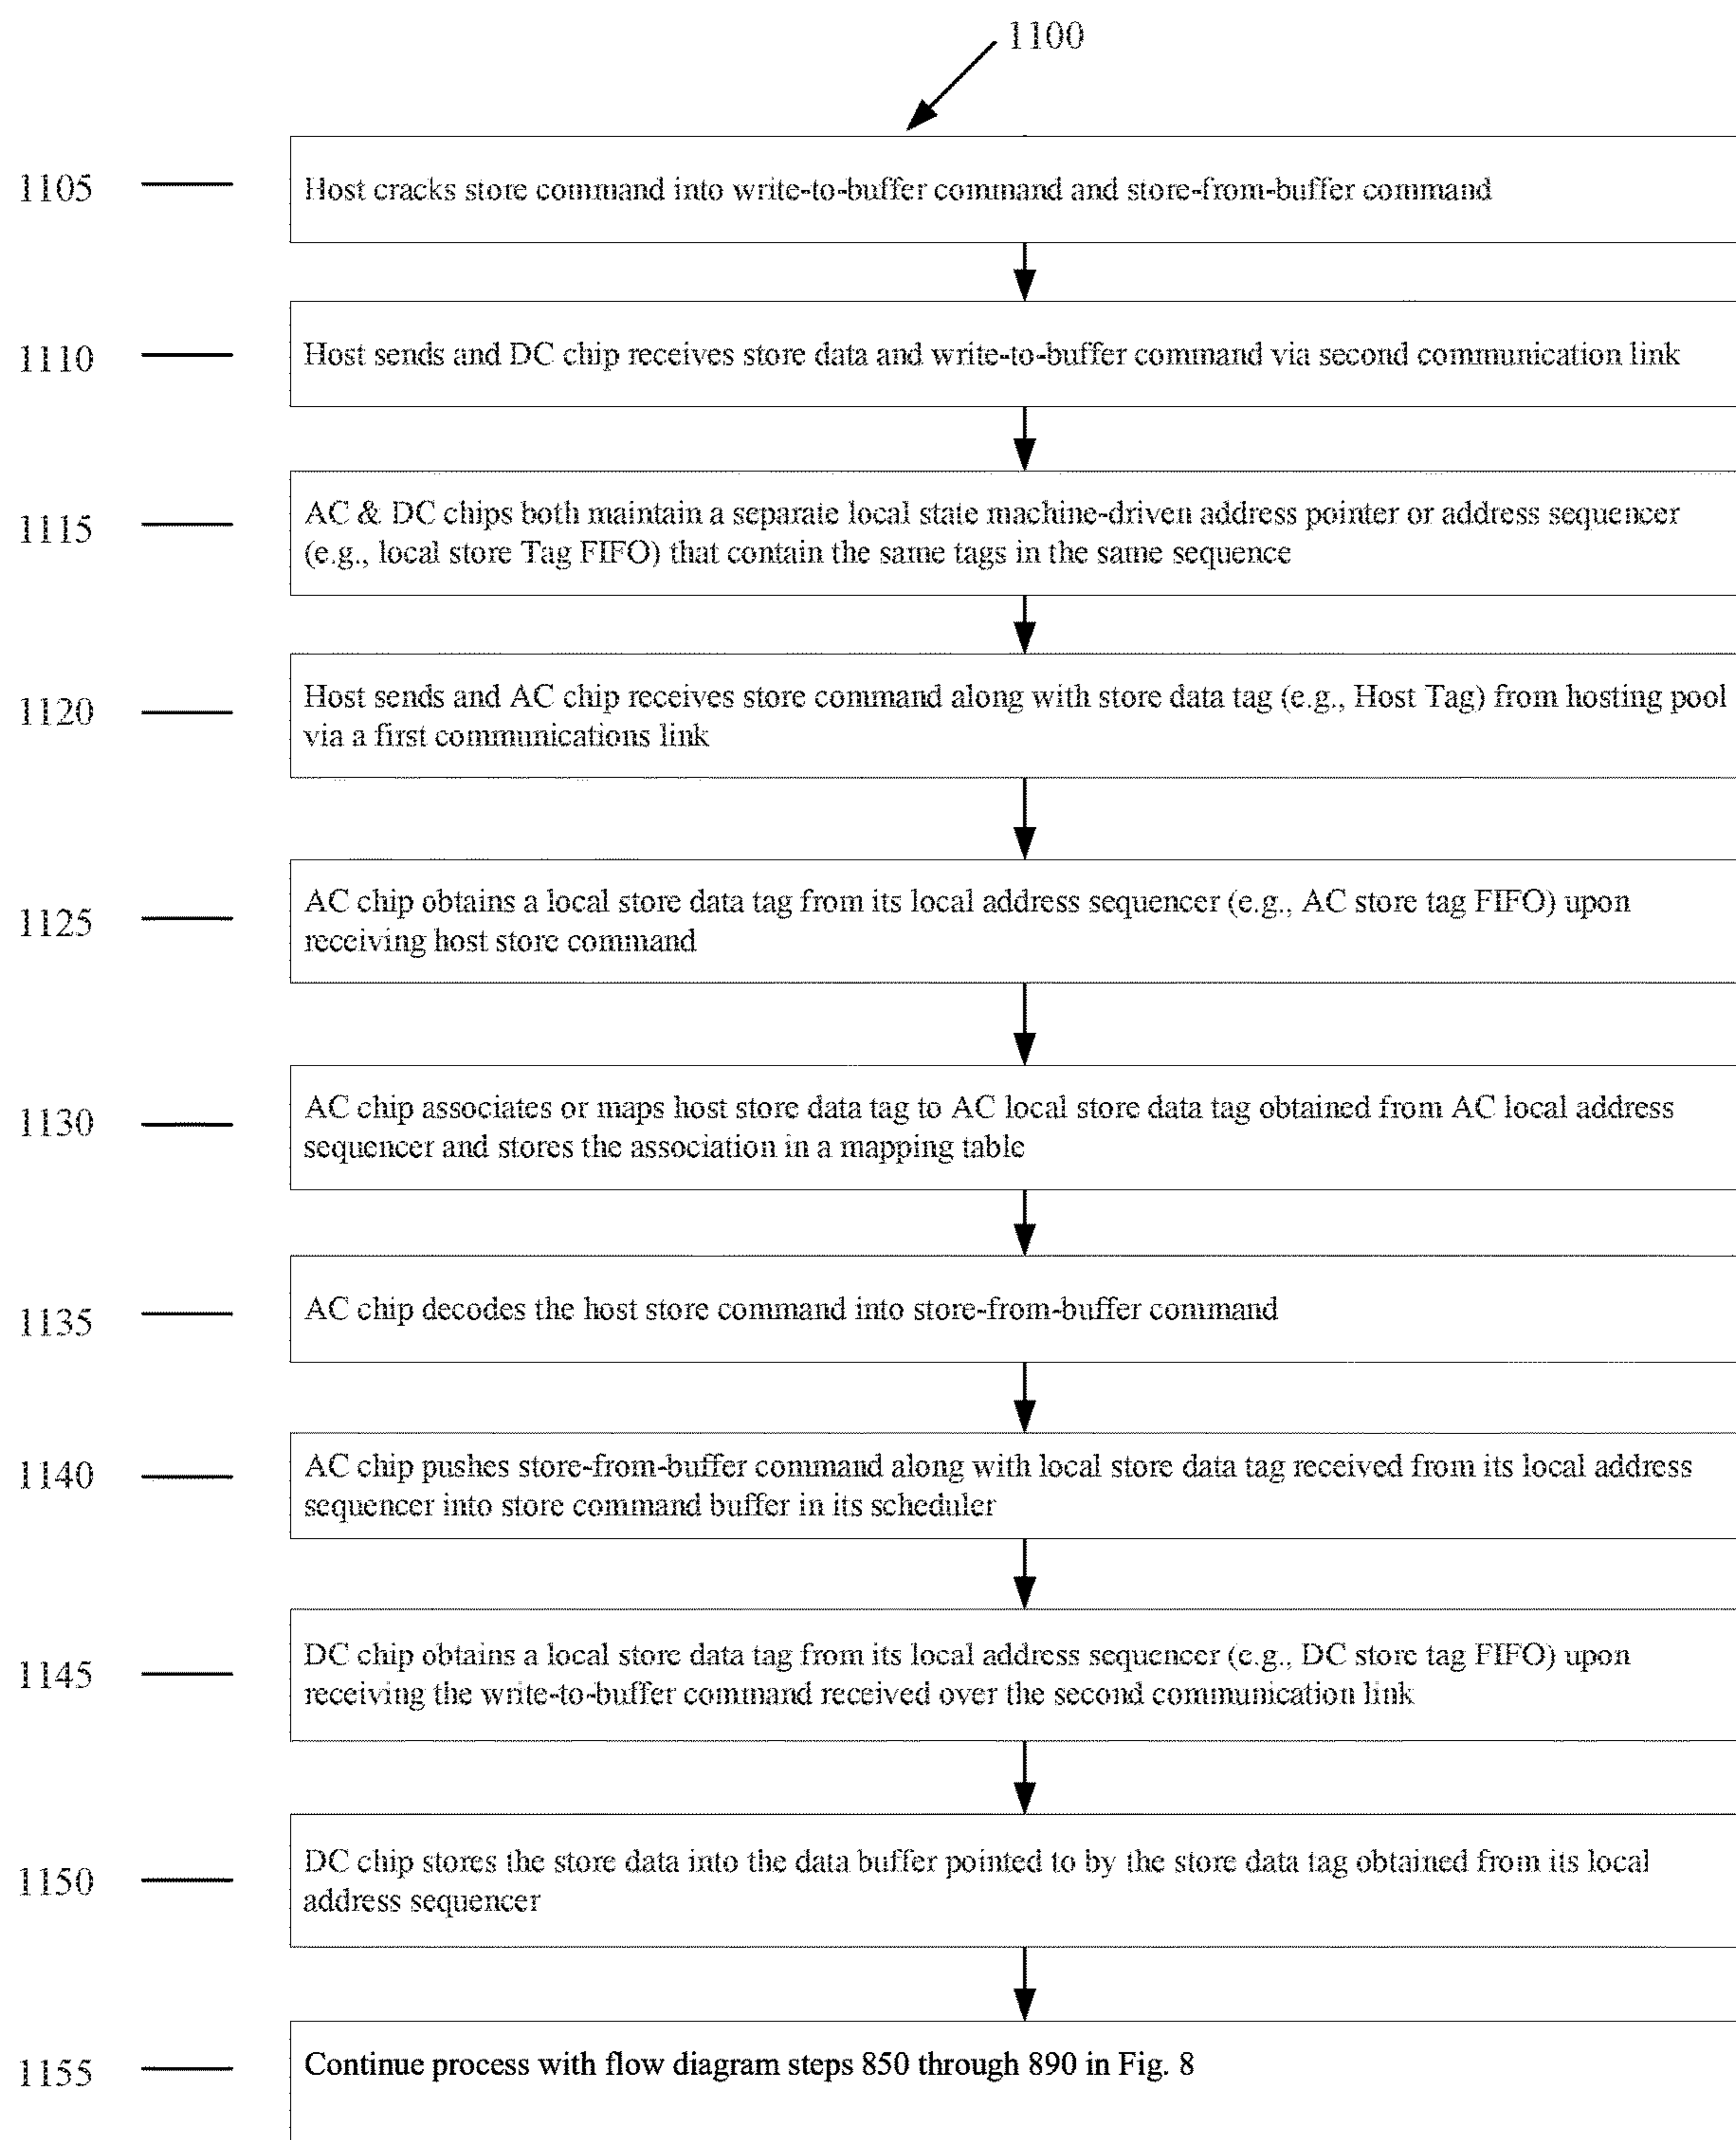 1100
1105
Host cracks store command into write-to-buffer command and store-from-buffer command
1110
Host sends and DC chip receives store data and write-to-buffer command via second communication link
1115
AC & DC chips both maintain a separate local state machine-driven address pointer or address sequencer
(e.g., local store Tag FIFO) that contain the same tags in the same sequence
1120
Host sends and AC chip receives store command along with store data tag (e.g., Host Tag) from hosting pool
via a first communications link
1125
AC chip obtains a local store data tag from its local address sequencer (e.g., AC store tag FIFO) upon
receiving host store command
1130
AC chip associates or maps host store data tag to AC local store data tag obtained from AC local address
sequencer and stores the association in a mapping table
1135
AC chip decodes the host store command into store-from-buffer command
1140
AC chip pushes store-from-buffer command along with local store data tag received from its local address
sequencer into store command buffer in its scheduler
1145
DC chip obtains a local store data tag from its local address sequencer (e.g., DC store tag FIFO) upon
receiving the write-to-buffer command received over the second communication link
1150
DC chip stores the store data into the data buffer pointed to by the store data tag obtained from its local
address sequencer
1155
Continue process with flow diagram steps 850 through 890 in Fig. 8